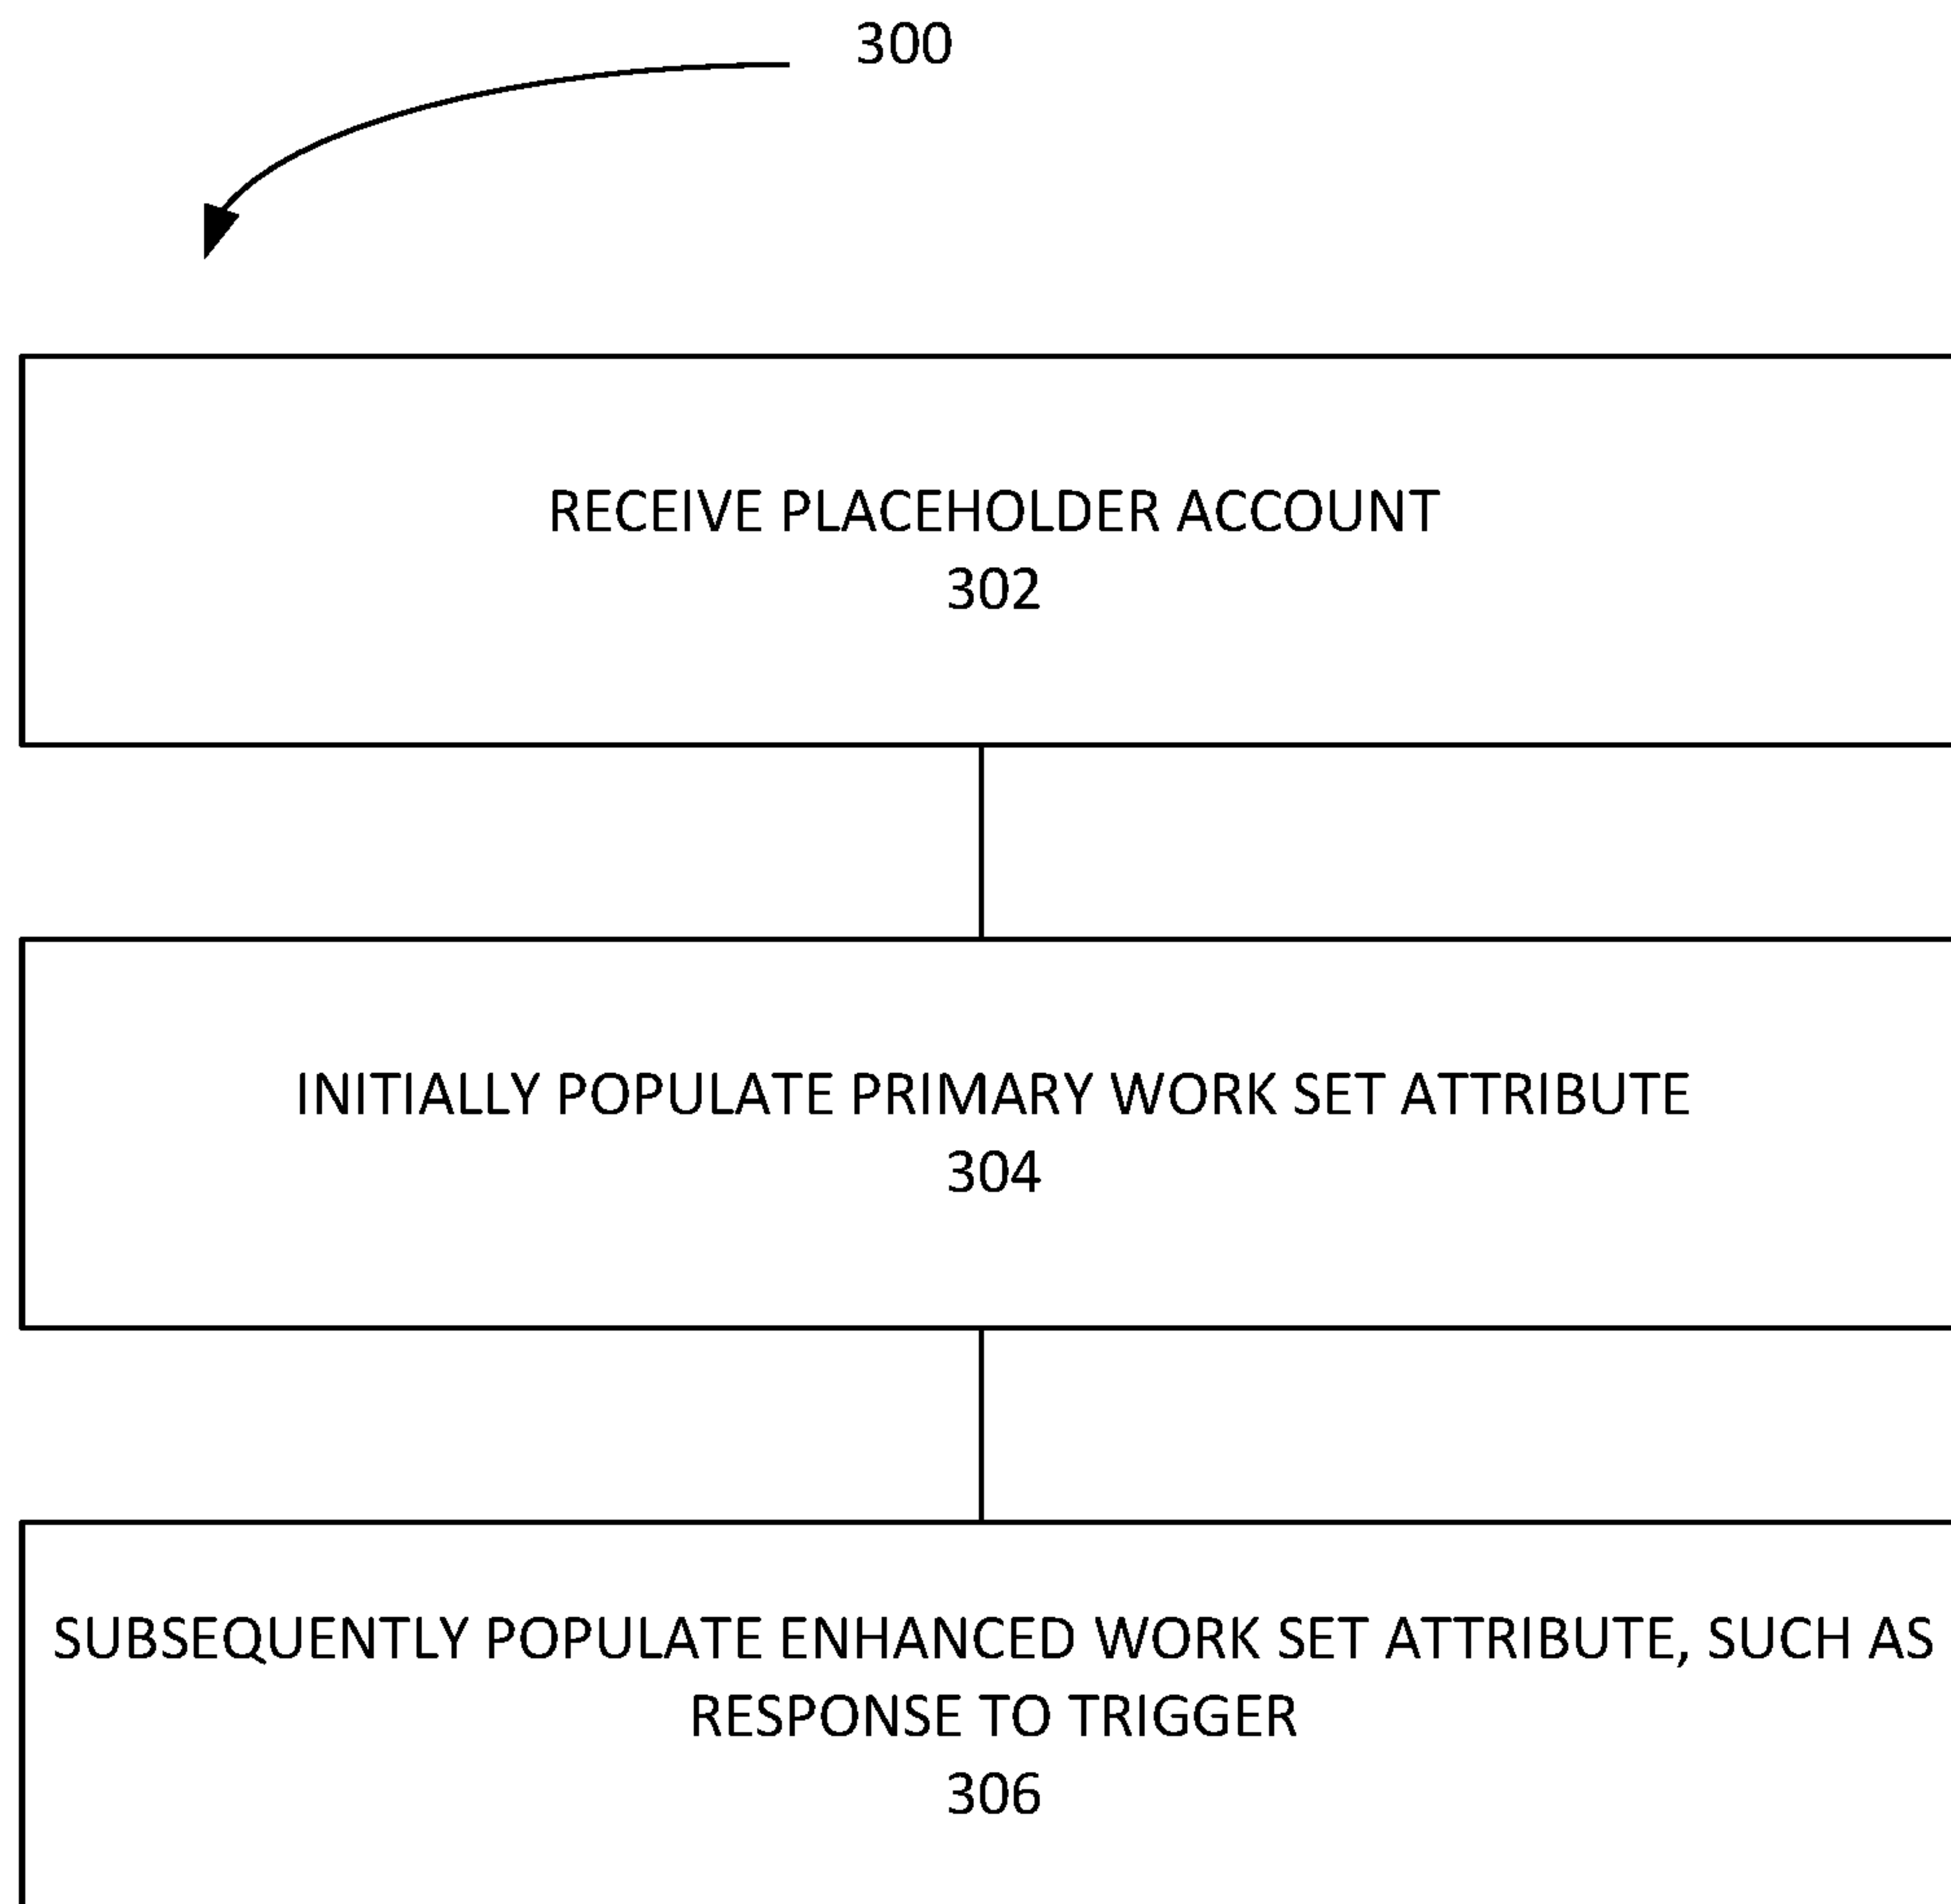 300
RECEIVE PLACEHOLDER ACCOUNT
302
INITIALLY POPULATE PRIMARY WORK SET ATTRIBUTE
304
SUBSEQUENTLY POPULATE ENHANCED WORK SET ATTRIBUTE, SUCH AS
RESPONSE TO TRIGGER
306